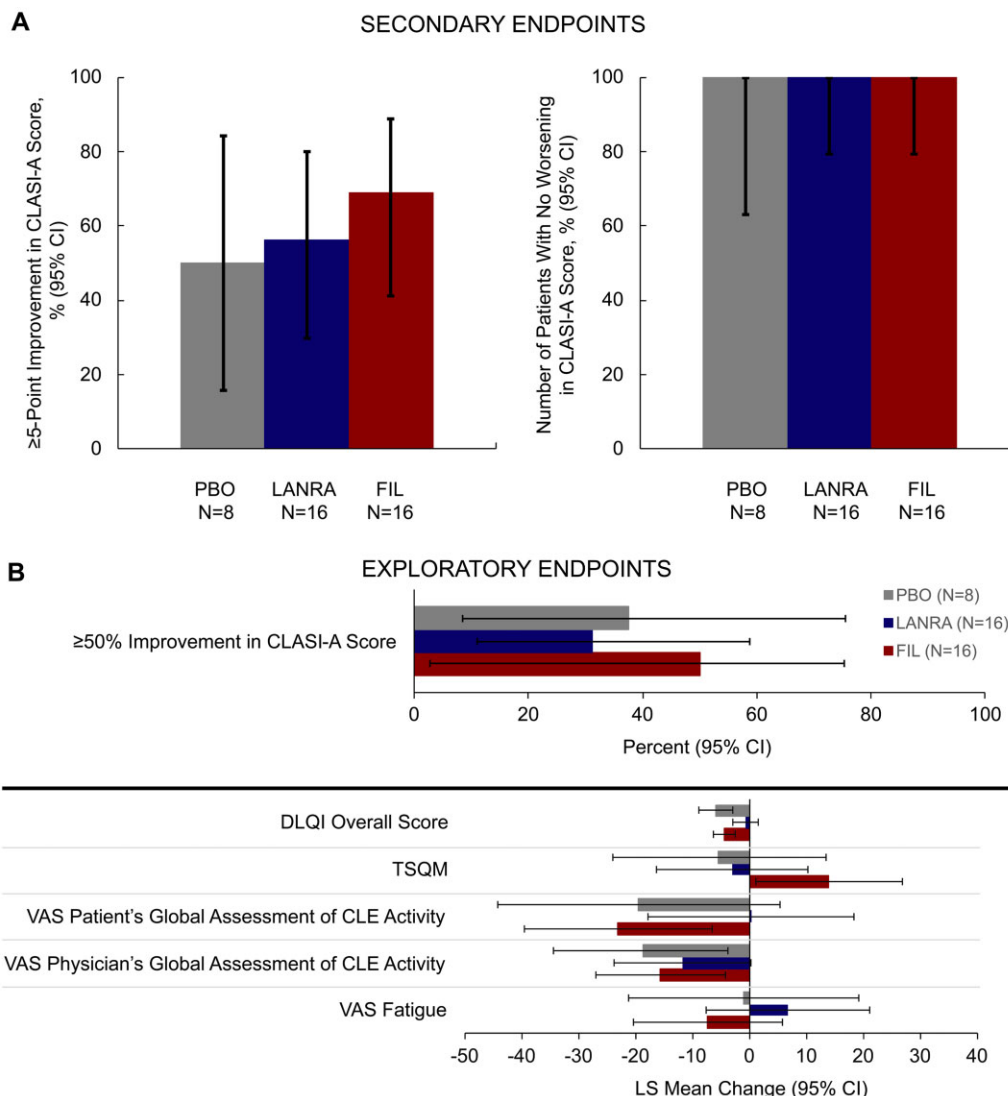 A
SECONDARY ENDPOINTS
≥5-Point Improvement in CLASI-A Score,
% (95% CI)
100
80
60
40
20
0
PBO
N=8
LANRA
N=16
FIL
N=16
Number of Patients With No Worsening
in CLASI-A Score, % (95% CI)
100
80
60
40
20
0
PBO
N=8
LANRA
N=16
FIL
N=16
B
EXPLORATORY ENDPOINTS
≥50% Improvement in CLASI-A Score
PBO (N=8)
LANRA (N=16)
FIL (N=16)
0 20 40 60 80 100
Percent (95% CI)
DLQI Overall Score
TSQM
VAS Patient's Global Assessment of CLE Activity
VAS Physician's Global Assessment of CLE Activity
VAS Fatigue
-50 -40 -30 -20 -10 0 10 20 30 40
LS Mean Change (95% CI)